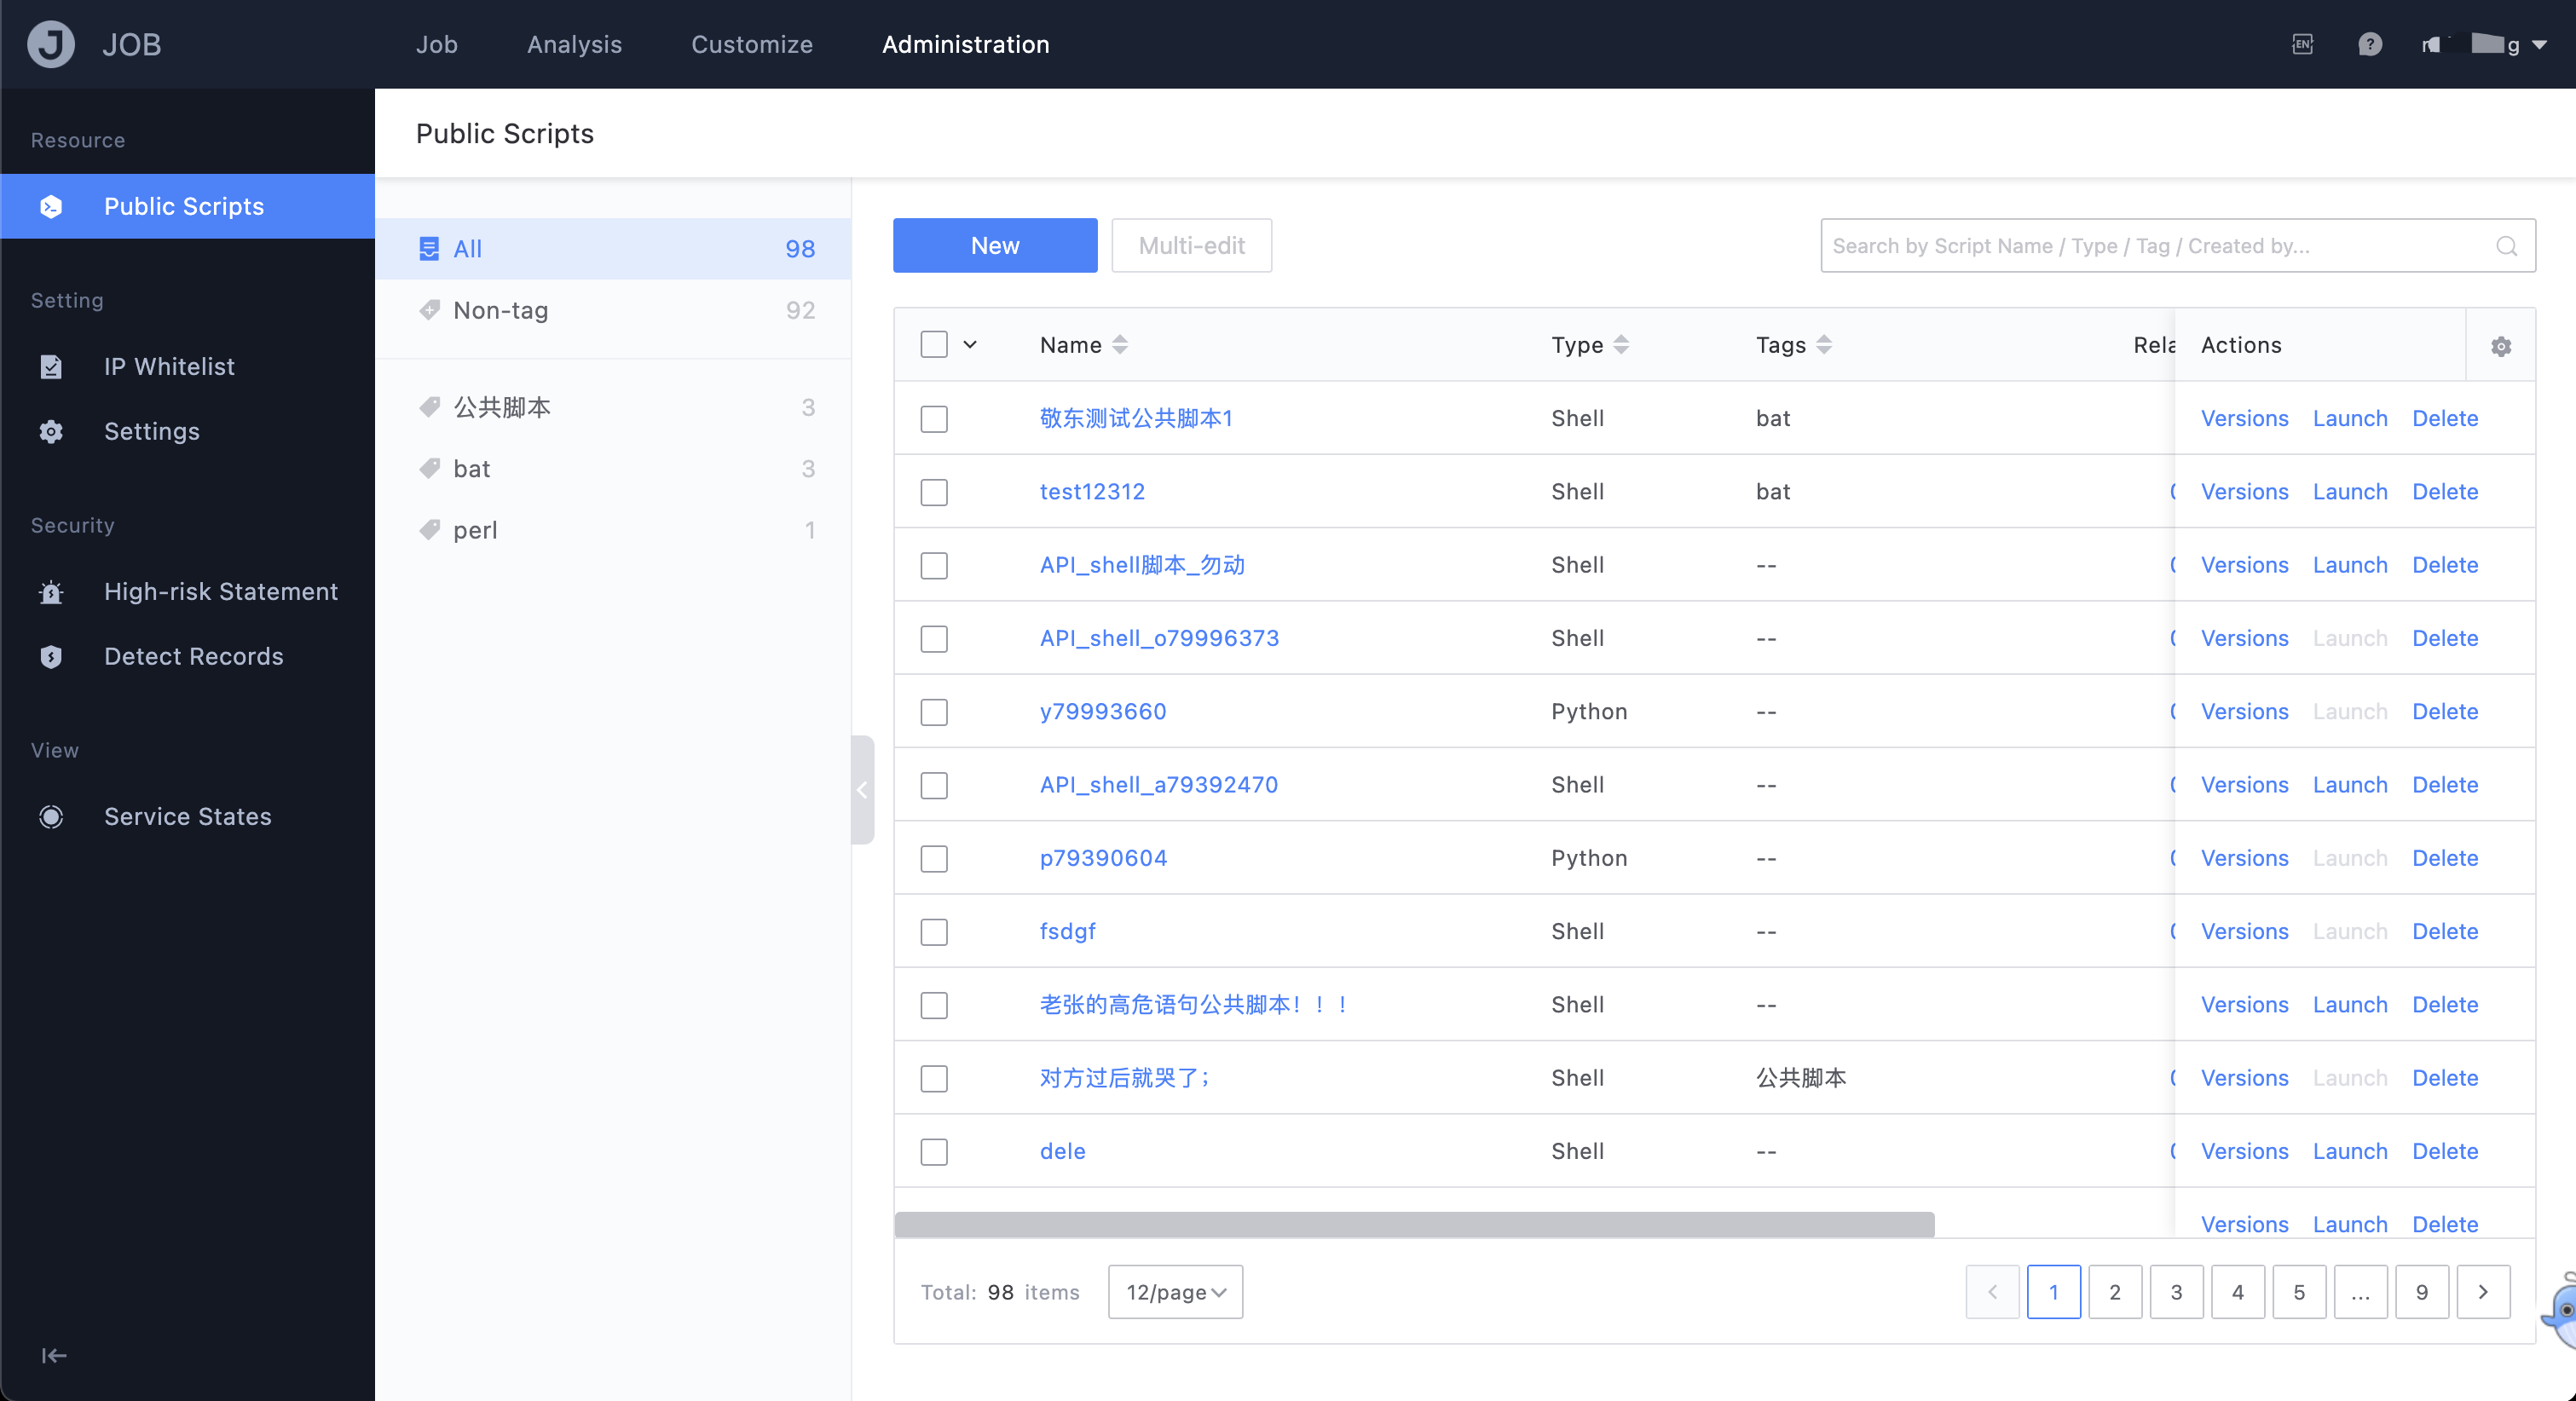 JOB
Job Analysis Customize Administration
EN ?
Resource
Public Scripts
Setting
IP Whitelist
Settings
Security
High-risk Statement
Detect Records
View
Service States
Public Scripts
All 98
Non-tag 92
公共脚本 3
bat 3
perl 1
New Multi-edit Search by Script Name / Type / Tag / Created by...
Name Type Tags Rela Actions
敬东测试公共脚本1 Shell bat Versions Launch Delete
test12312 Shell bat Versions Launch Delete
API_shell脚本_勿动 Shell -- Versions Launch Delete
API_shell_o79996373 Shell -- Versions Launch Delete
y79993660 Python -- Versions Launch Delete
API_shell_a79392470 Shell -- Versions Launch Delete
p79390604 Python -- Versions Launch Delete
fsdgf Shell -- Versions Launch Delete
老张的高危语句公共脚本！！！ Shell -- Versions Launch Delete
对方过后就哭了； Shell 公共脚本 Versions Launch Delete
dele Shell -- Versions Launch Delete
Versions Launch Delete
Total: 98 items 12/page 1 2 3 4 5 ... 9